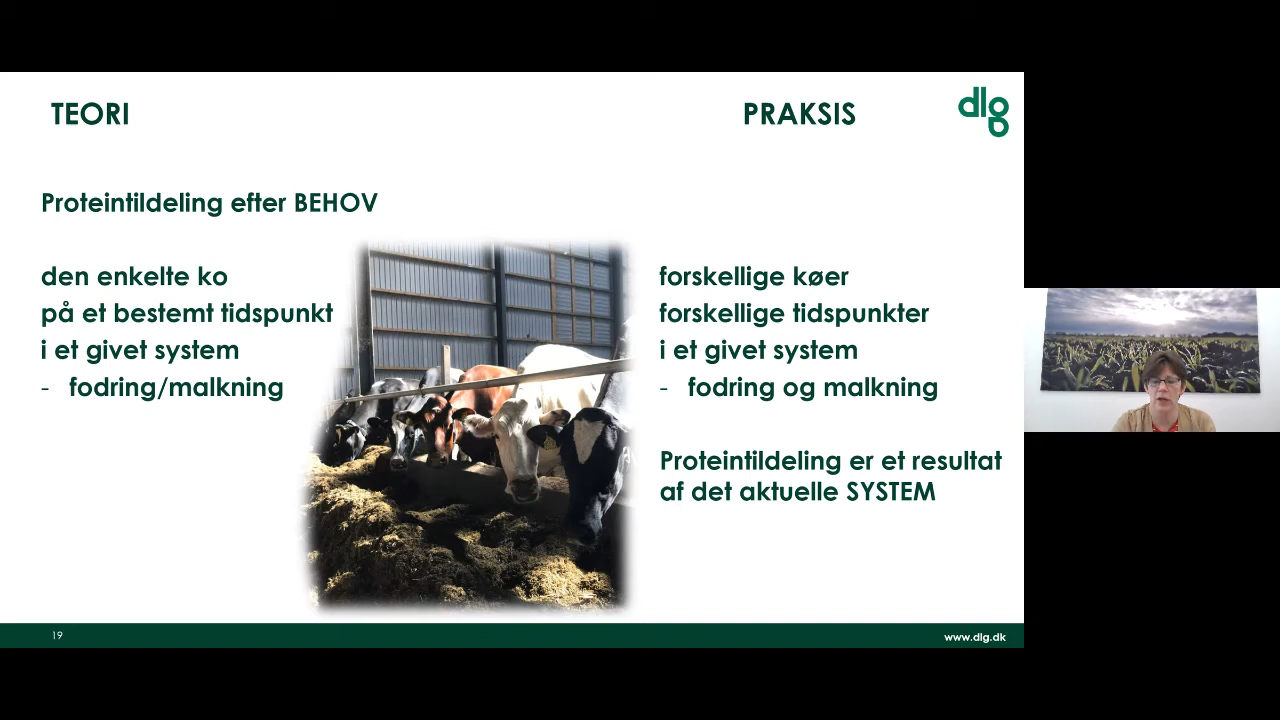 TEORI
PRAKSIS
dlg
Proteintildeling efter BEHOV
den enkelte ko
på et bestemt tidspunkt
i et givet system
- fodring/malkning
forskellige køer
forskellige tidspunkter
i et givet system
- fodring og malkning
Proteintildeling er et resultat
af det aktuelle SYSTEM
19
www.dlg.dk